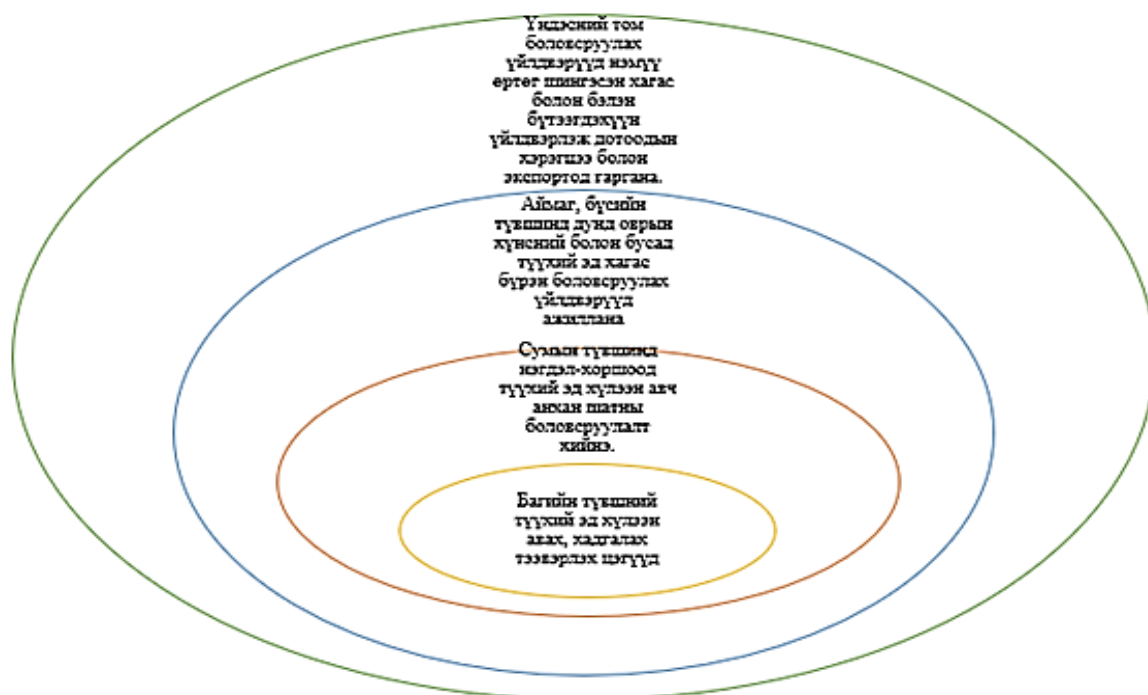 Үндэсний том
боловсруулах
үйлдвэрүүд нэмүү
өртөг шингэсэн хагас
болон бэлэн
бүтээгдэхүүн
үйлдвэрлэж дотоодын
хэрэгцээ болон
экспортод гаргана.
Аймаг, бүсийн
түвшинд дунд оврын
хүнсний болон бусад
түүхий эд хагас
бүрэн боловсруулах
үйлдвэрүүд
ажиллана
Сумын түвшинд
нэгдэл-хоршоод
түүхий эд хүлээн авч
анхан шатны
боловсруулалт
хийнэ.
Багийн түвшний
түүхий эд хүлээн
авах, хадгалах
тээвэрлэх цэгүүд